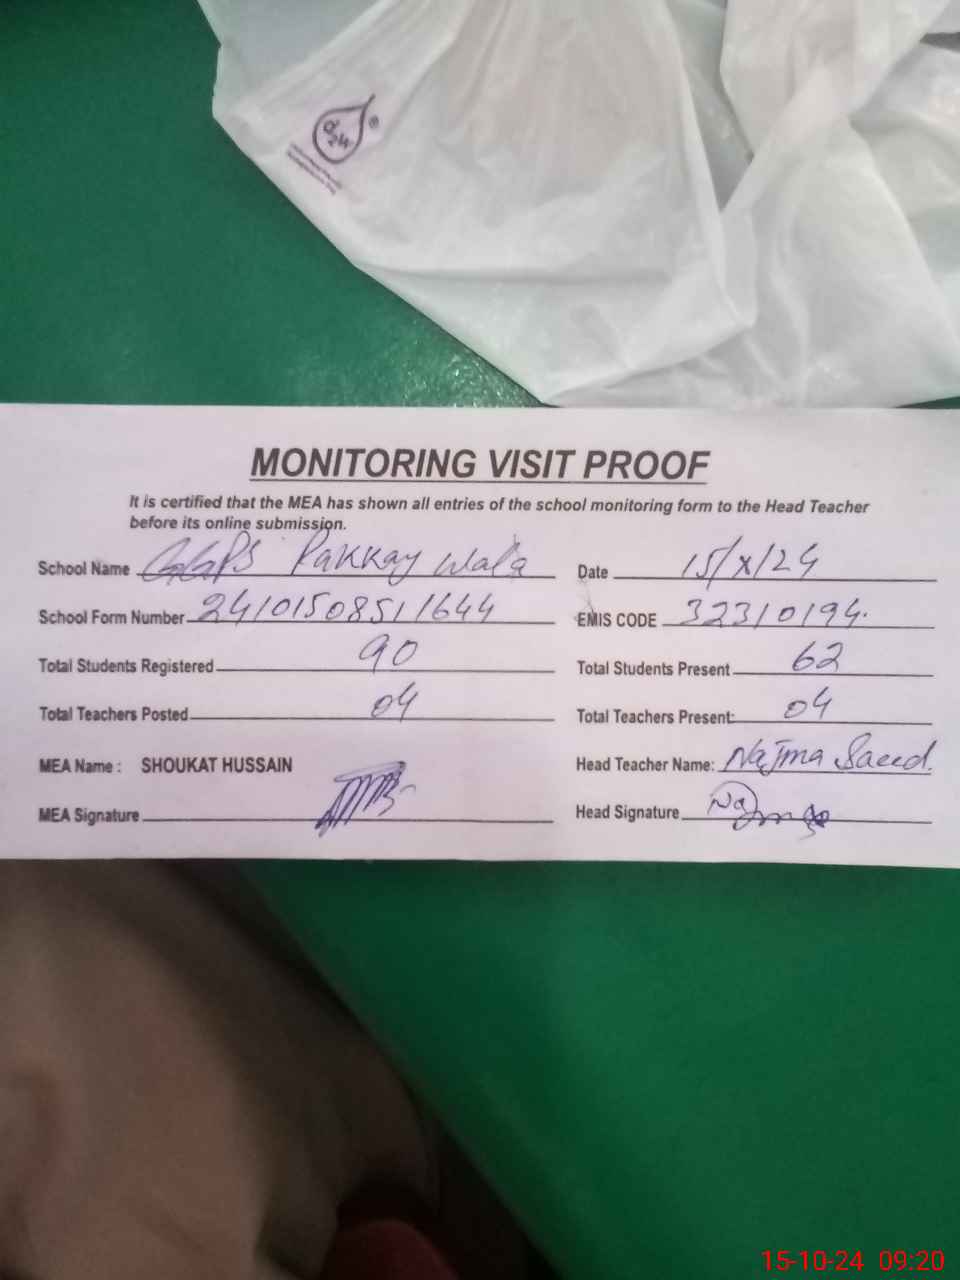 d2w®
MONITORING VISIT PROOF
It is certified that the MEA has shown all entries of the school monitoring form to the Head Teacher
before its online submission.
School Name GGPS Pakkay Wala Date 15/X/24
School Form Number 24101508511644 EMIS CODE 32310194.
Total Students Registered 90 Total Students Present 62
Total Teachers Posted 04 Total Teachers Present: 04
MEA Name : SHOUKAT HUSSAIN Head Teacher Name: Najma Saeed
MEA Signature Head Signature
15-10-24 09:20